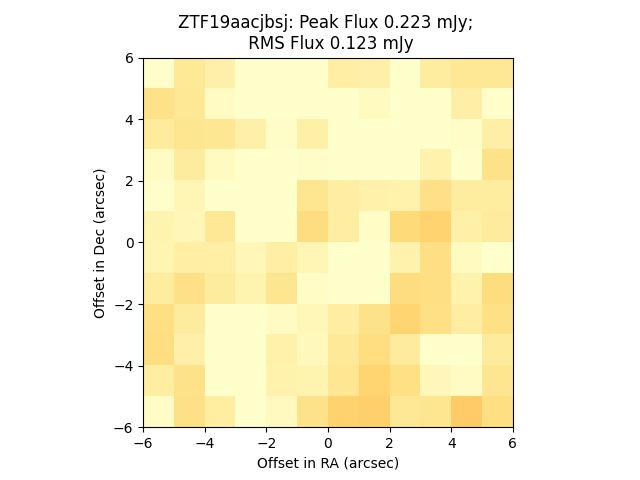 ZTF19aacjbsj: Peak Flux 0.223 mJy;
RMS Flux 0.123 mJy
6
4
2
0
−2
−4
−6
Offset in Dec (arcsec)
−6 −4 −2 0 2 4 6
Offset in RA (arcsec)